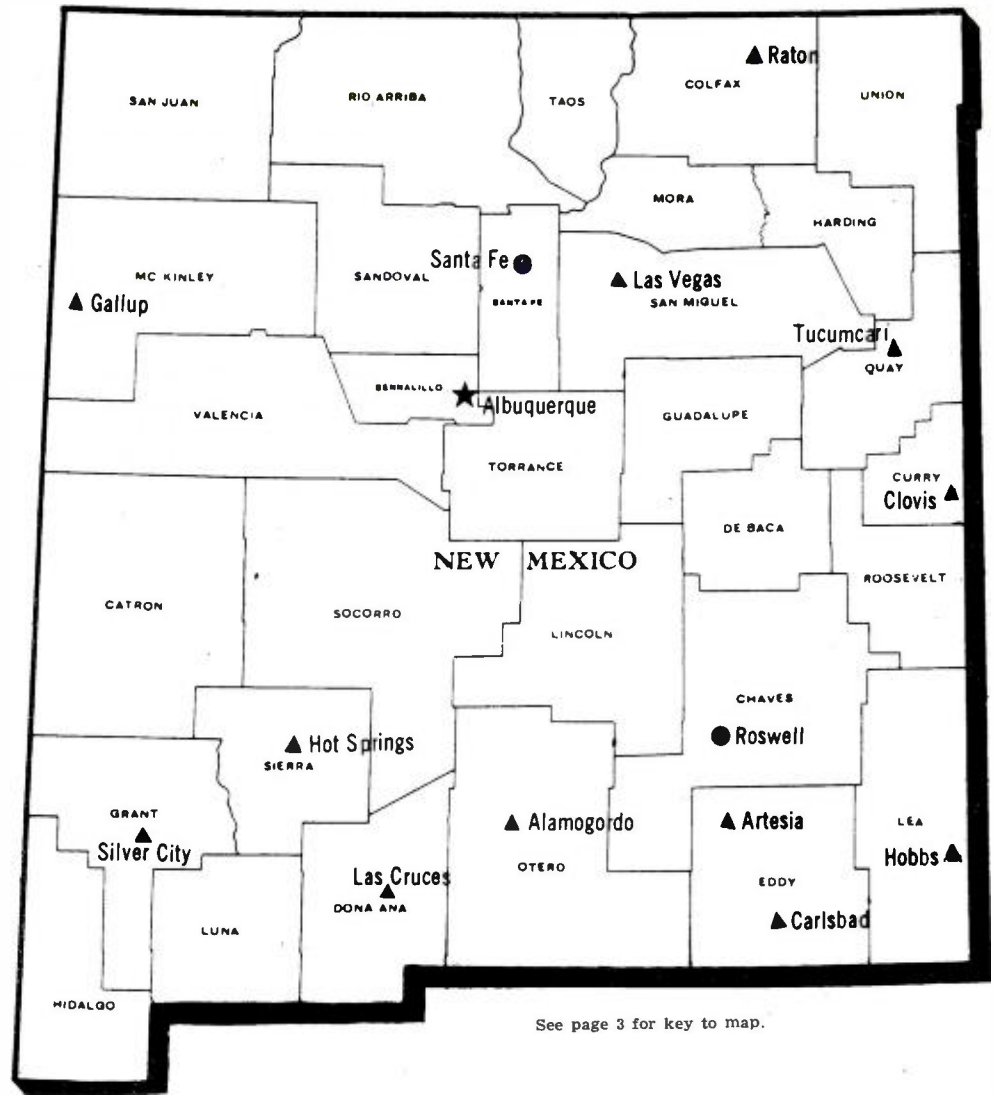 Raton
COLFAX
UNION
SAN JUAN
RIO ARRIBA
TAOS
MORA
HARDING
Santa Fe
SANDOVAL
MC KINLEY
Gallup
SANTA FE
Las Vegas
SAN MIGUEL
Tucumcari
QUAY
BERNALILLO
Albuquerque
VALENCIA
GUADALUPE
TORRANCE
CURRY
Clovis
DE BACA
NEW MEXICO
ROOSEVELT
CATRON
SOCORRO
LINCOLN
CHAVES
Roswell
Hot Springs
SIERRA
GRANT
Silver City
Alamogordo
OTERO
Artesia
LEA
Hobbs
Las Cruces
DONA ANA
EDDY
Carlsbad
LUNA
HIDALGO
See page 3 for key to map.